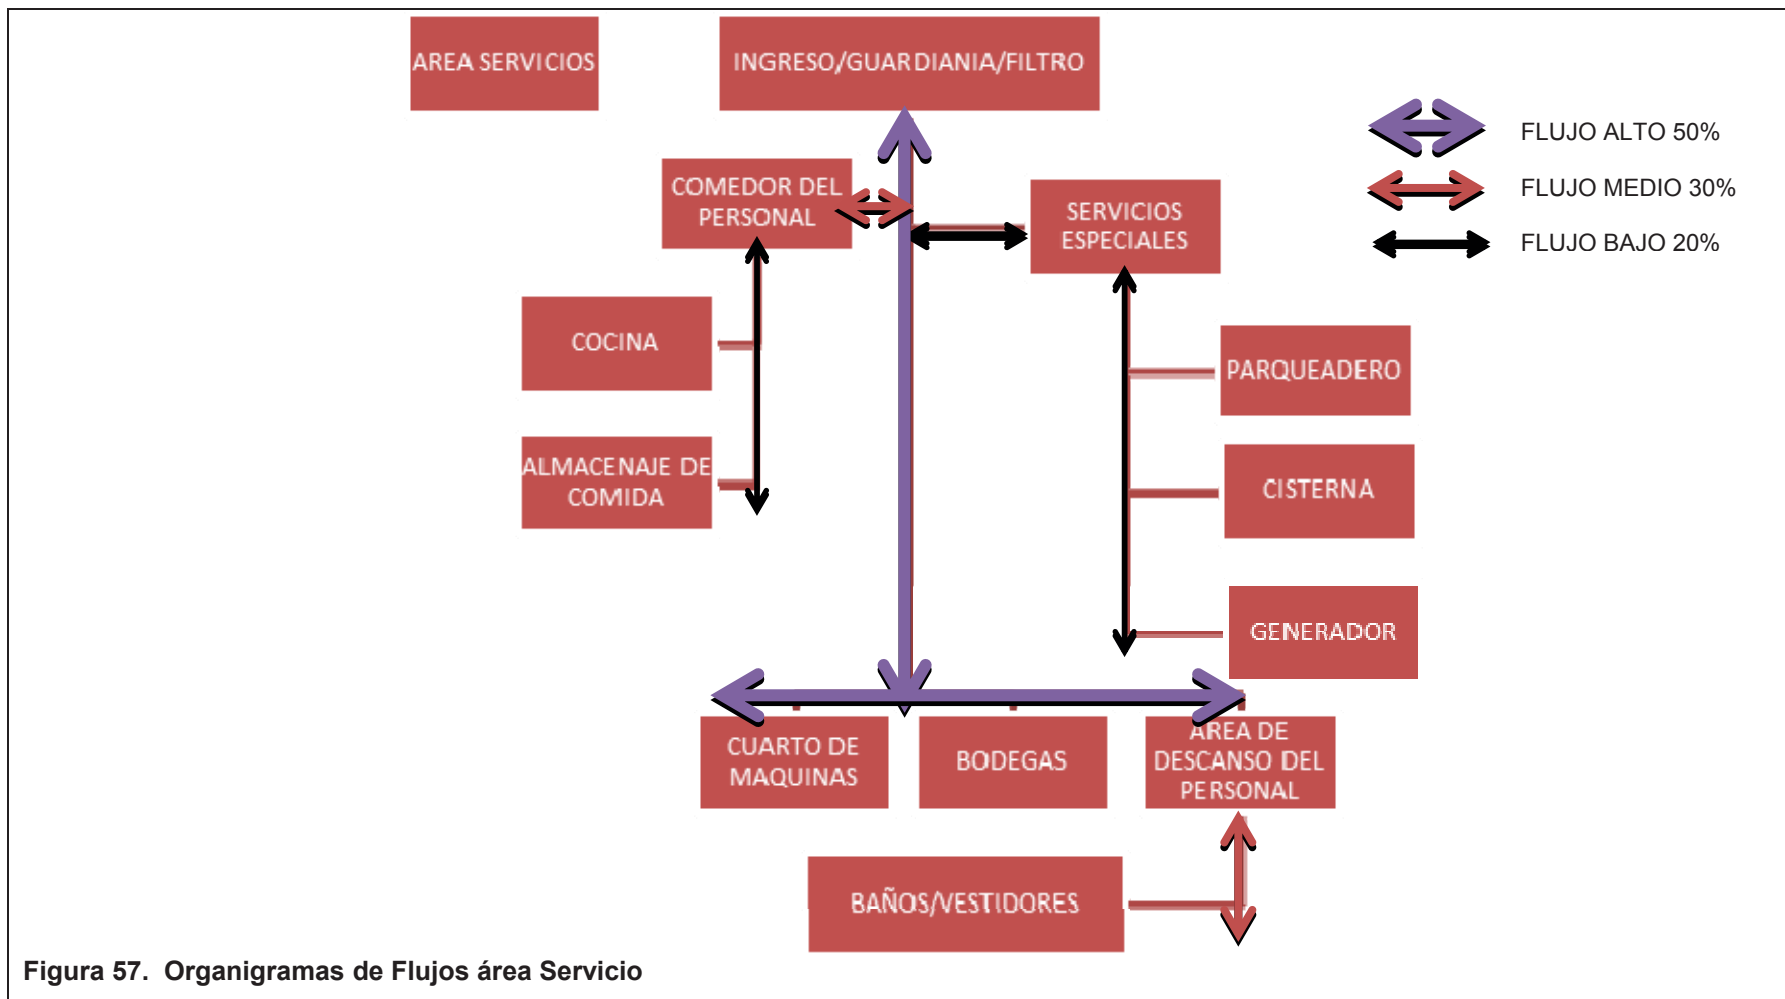 AREA SERVICIOS
INGRESO/GUARDIANIA/FILTRO
FLUJO ALTO 50%
FLUJO MEDIO 30%
FLUJO BAJO 20%
COMEDOR DEL
PERSONAL
SERVICIOS
ESPECIALES
COCINA
PARQUEADERO
ALMACENAJE DE
COMIDA
CISTERNA
GENERADOR
CUARTO DE
MAQUINAS
BODEGAS
AREA DE
DESCANSO DEL
PERSONAL
BAÑOS/VESTIDORES
Figura 57. Organigramas de Flujos área Servicio